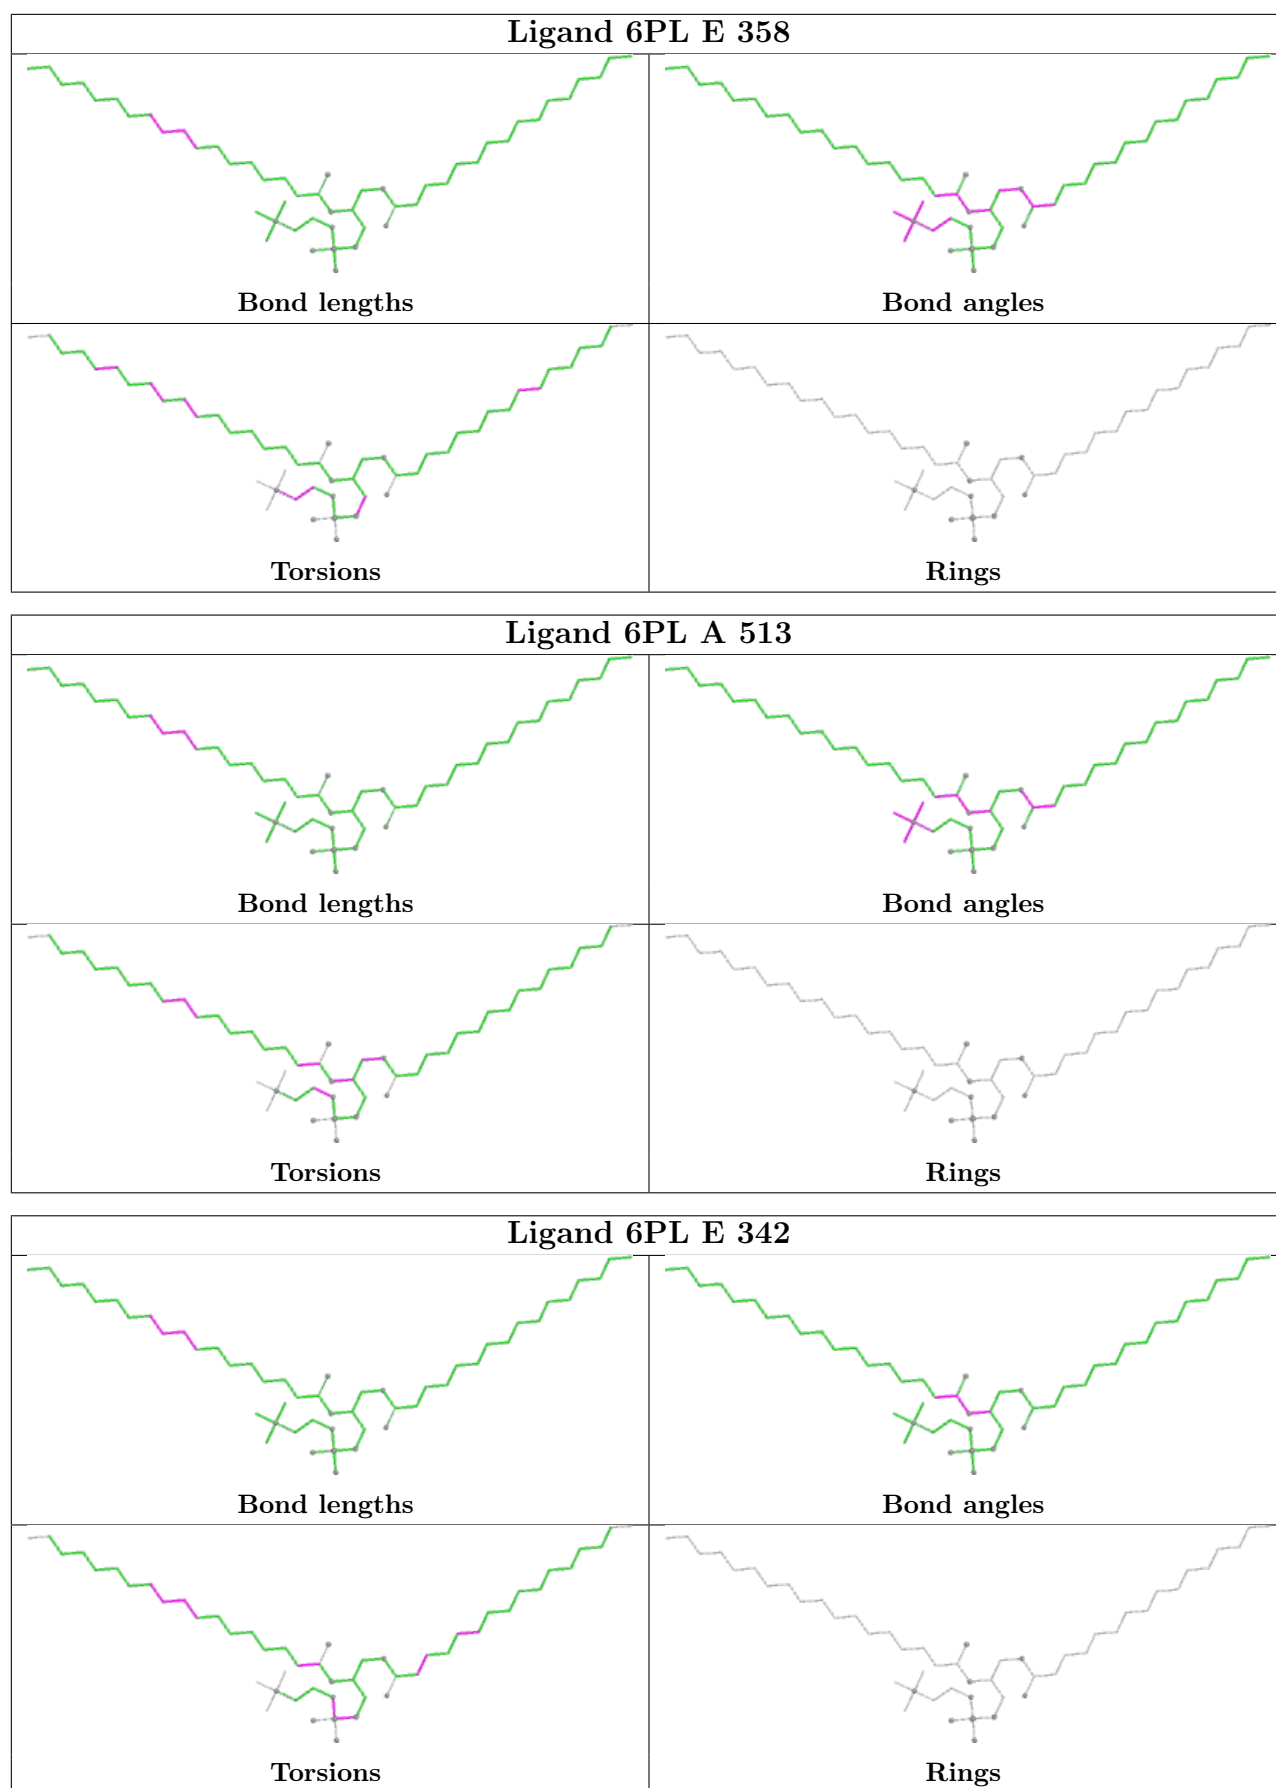 Ligand 6PL E 358
Bond lengths
Bond angles
Torsions
Rings
Ligand 6PL A 513
Bond lengths
Bond angles
Torsions
Rings
Ligand 6PL E 342
Bond lengths
Bond angles
Torsions
Rings